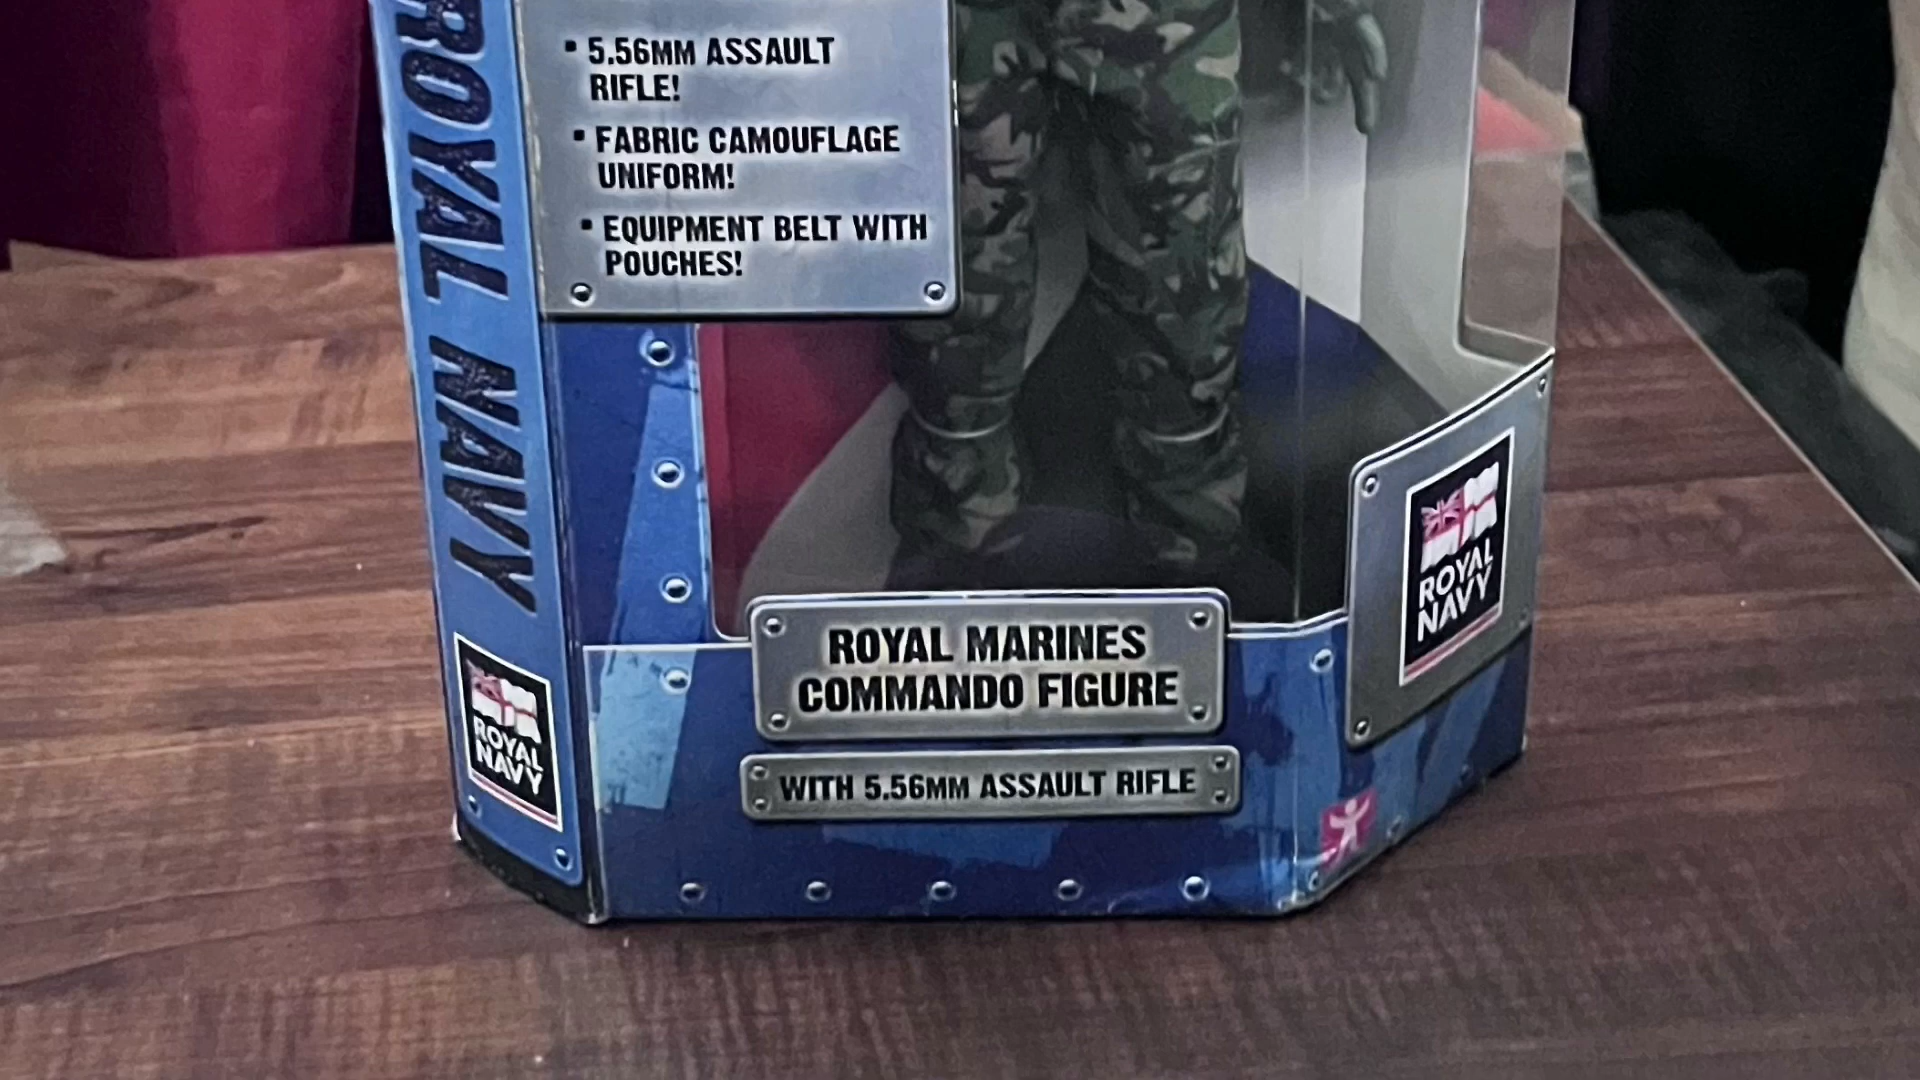 ROYAL NAVY
• 5.56MM ASSAULT
RIFLE!
• FABRIC CAMOUFLAGE
UNIFORM!
• EQUIPMENT BELT WITH
POUCHES!
ROYAL
NAVY
ROYAL MARINES
COMMANDO FIGURE
WITH 5.56MM ASSAULT RIFLE
ROYAL
NAVY